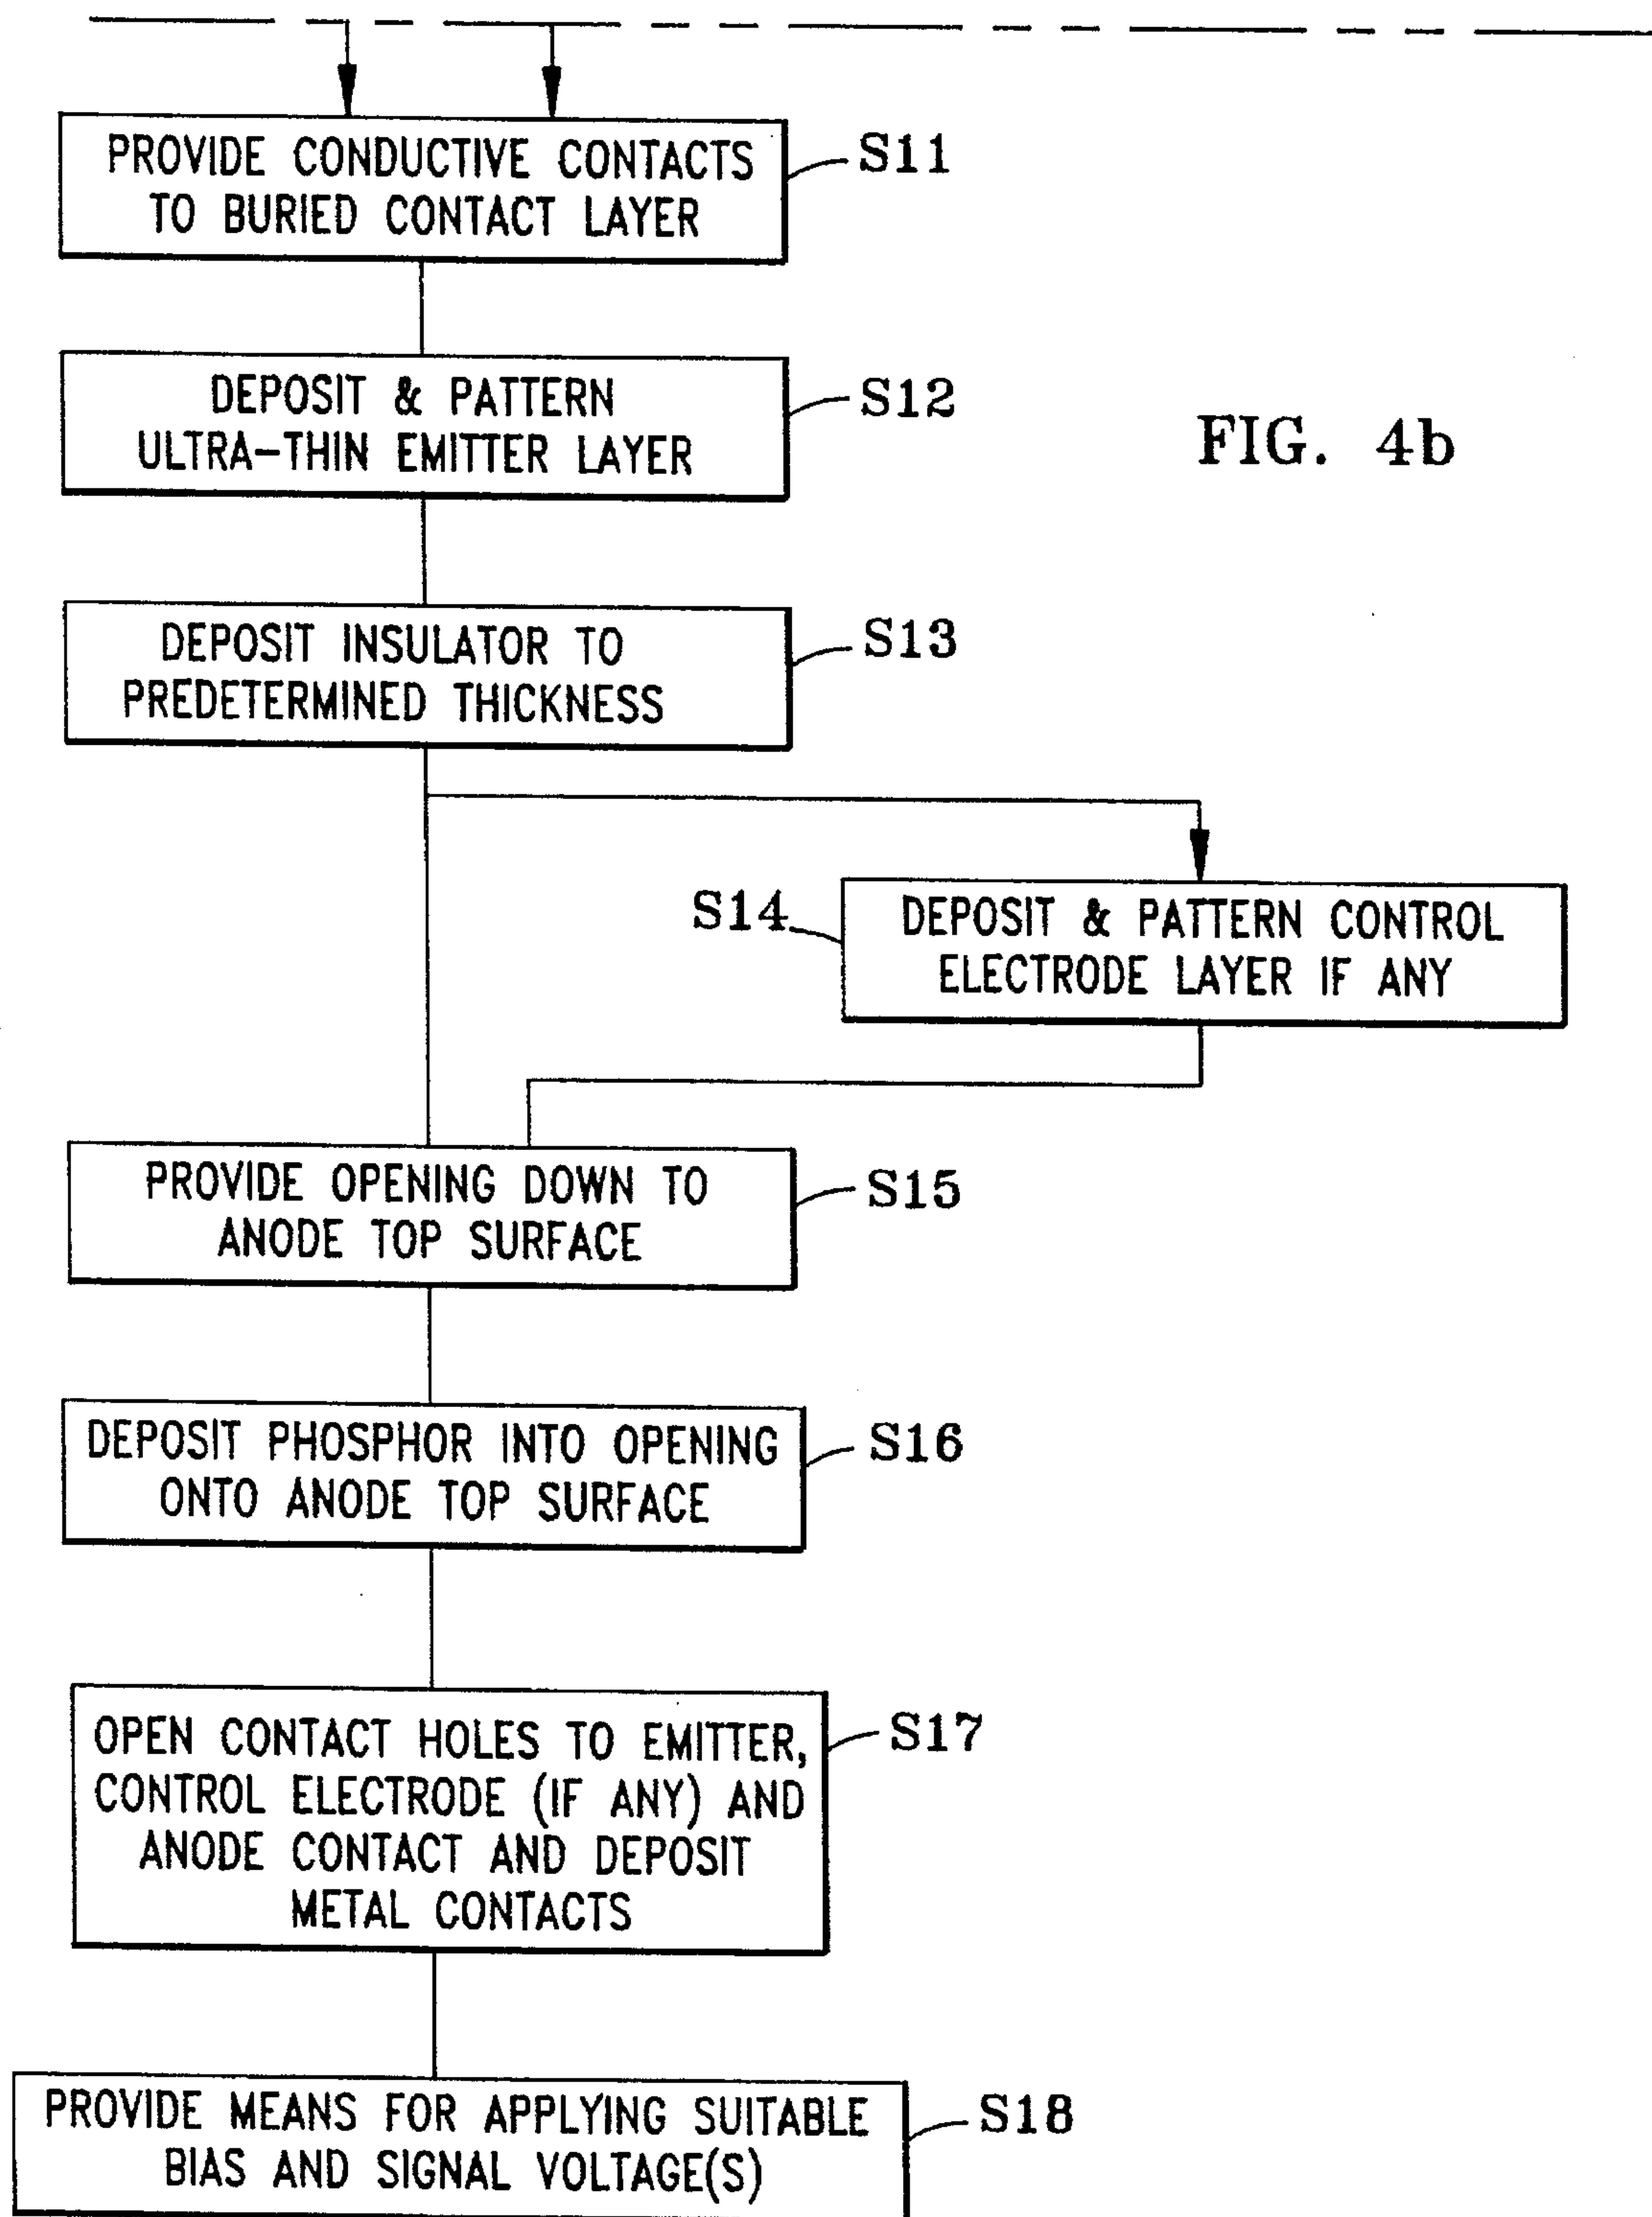 PROVIDE CONDUCTIVE CONTACTS
TO BURIED CONTACT LAYER
S11
DEPOSIT & PATTERN
ULTRA-THIN EMITTER LAYER
S12
FIG. 4b
DEPOSIT INSULATOR TO
PREDETERMINED THICKNESS
S13
S14
DEPOSIT & PATTERN CONTROL
ELECTRODE LAYER IF ANY
PROVIDE OPENING DOWN TO
ANODE TOP SURFACE
S15
DEPOSIT PHOSPHOR INTO OPENING
ONTO ANODE TOP SURFACE
S16
OPEN CONTACT HOLES TO EMITTER,
CONTROL ELECTRODE (IF ANY) AND
ANODE CONTACT AND DEPOSIT
METAL CONTACTS
S17
PROVIDE MEANS FOR APPLYING SUITABLE
BIAS AND SIGNAL VOLTAGE(S)
S18